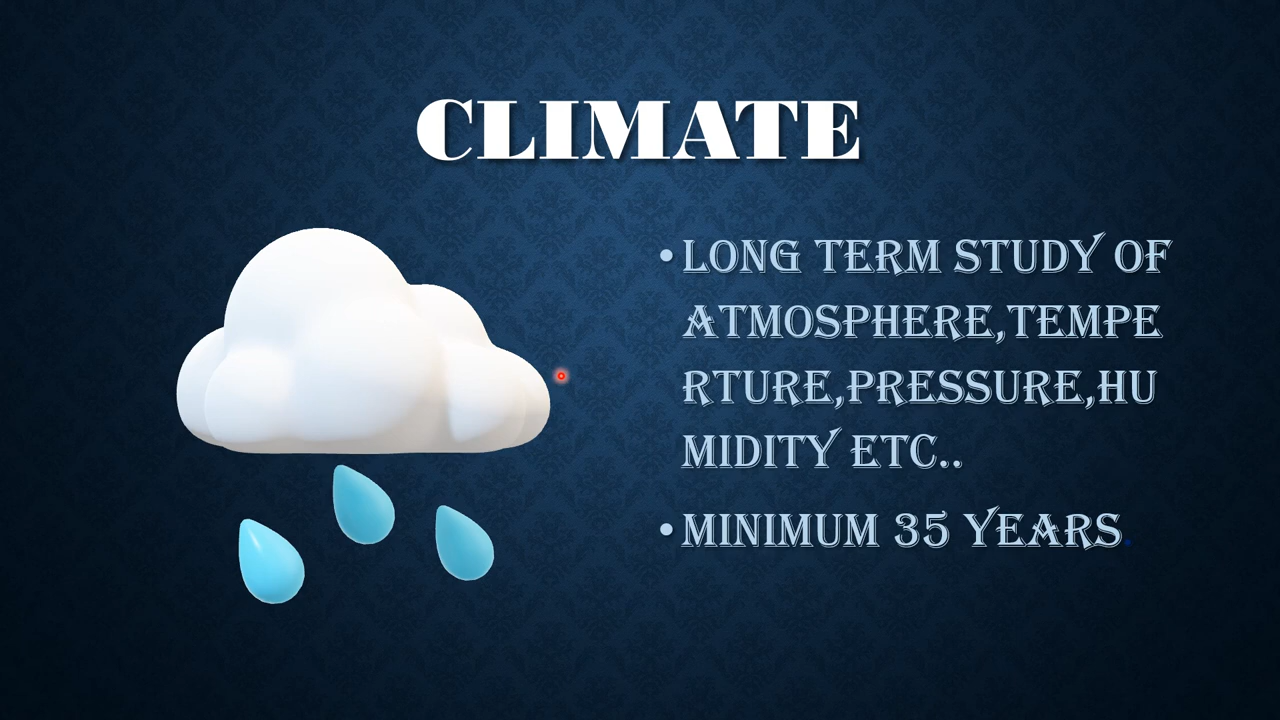 CLIMATE
• LONG TERM STUDY OF
ATMOSPHERE,TEMPE
RTURE,PRESSURE,HU
MIDITY ETC..
• MINIMUM 35 YEARS.